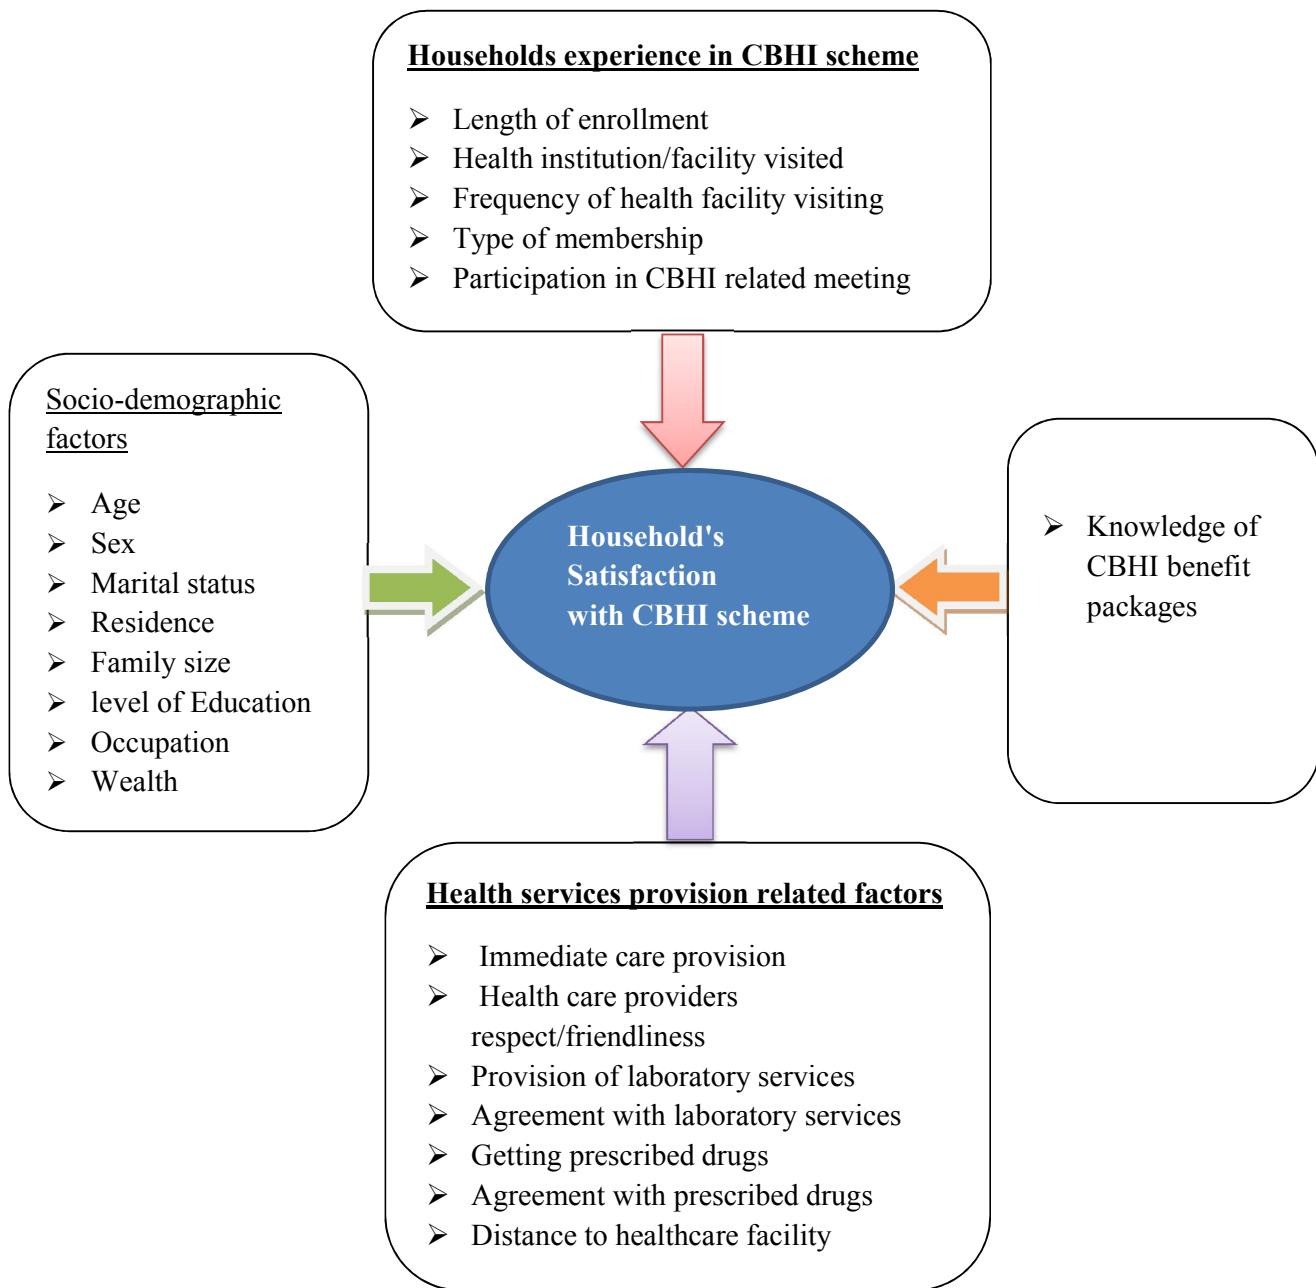 Households experience in CBHI scheme
➢ Length of enrollment
➢ Health institution/facility visited
➢ Frequency of health facility visiting
➢ Type of membership
➢ Participation in CBHI related meeting
Socio-demographic
factors
➢ Age
➢ Sex
➢ Marital status
➢ Residence
➢ Family size
➢ level of Education
➢ Occupation
➢ Wealth
Household's
Satisfaction
with CBHI scheme
➢ Knowledge of
CBHI benefit
packages
Health services provision related factors
➢ Immediate care provision
➢ Health care providers
respect/friendliness
➢ Provision of laboratory services
➢ Agreement with laboratory services
➢ Getting prescribed drugs
➢ Agreement with prescribed drugs
➢ Distance to healthcare facility